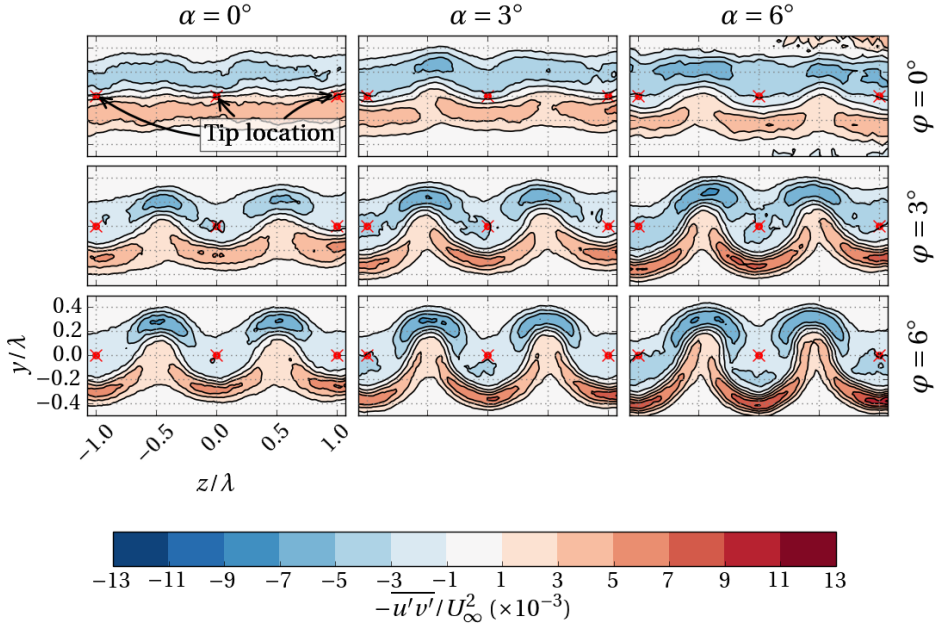 α = 0° α = 3° α = 6°
φ = 0°
Tip location
φ = 3°
φ = 6°
y/λ
0.4
0.2
0.0
−0.2
−0.4
−1.0 −0.5 0.0 0.5 1.0
z/λ
−13 −11 −9 −7 −5 −3 −1 1 3 5 7 9 11 13
−u′v′/U²∞ (×10⁻³)